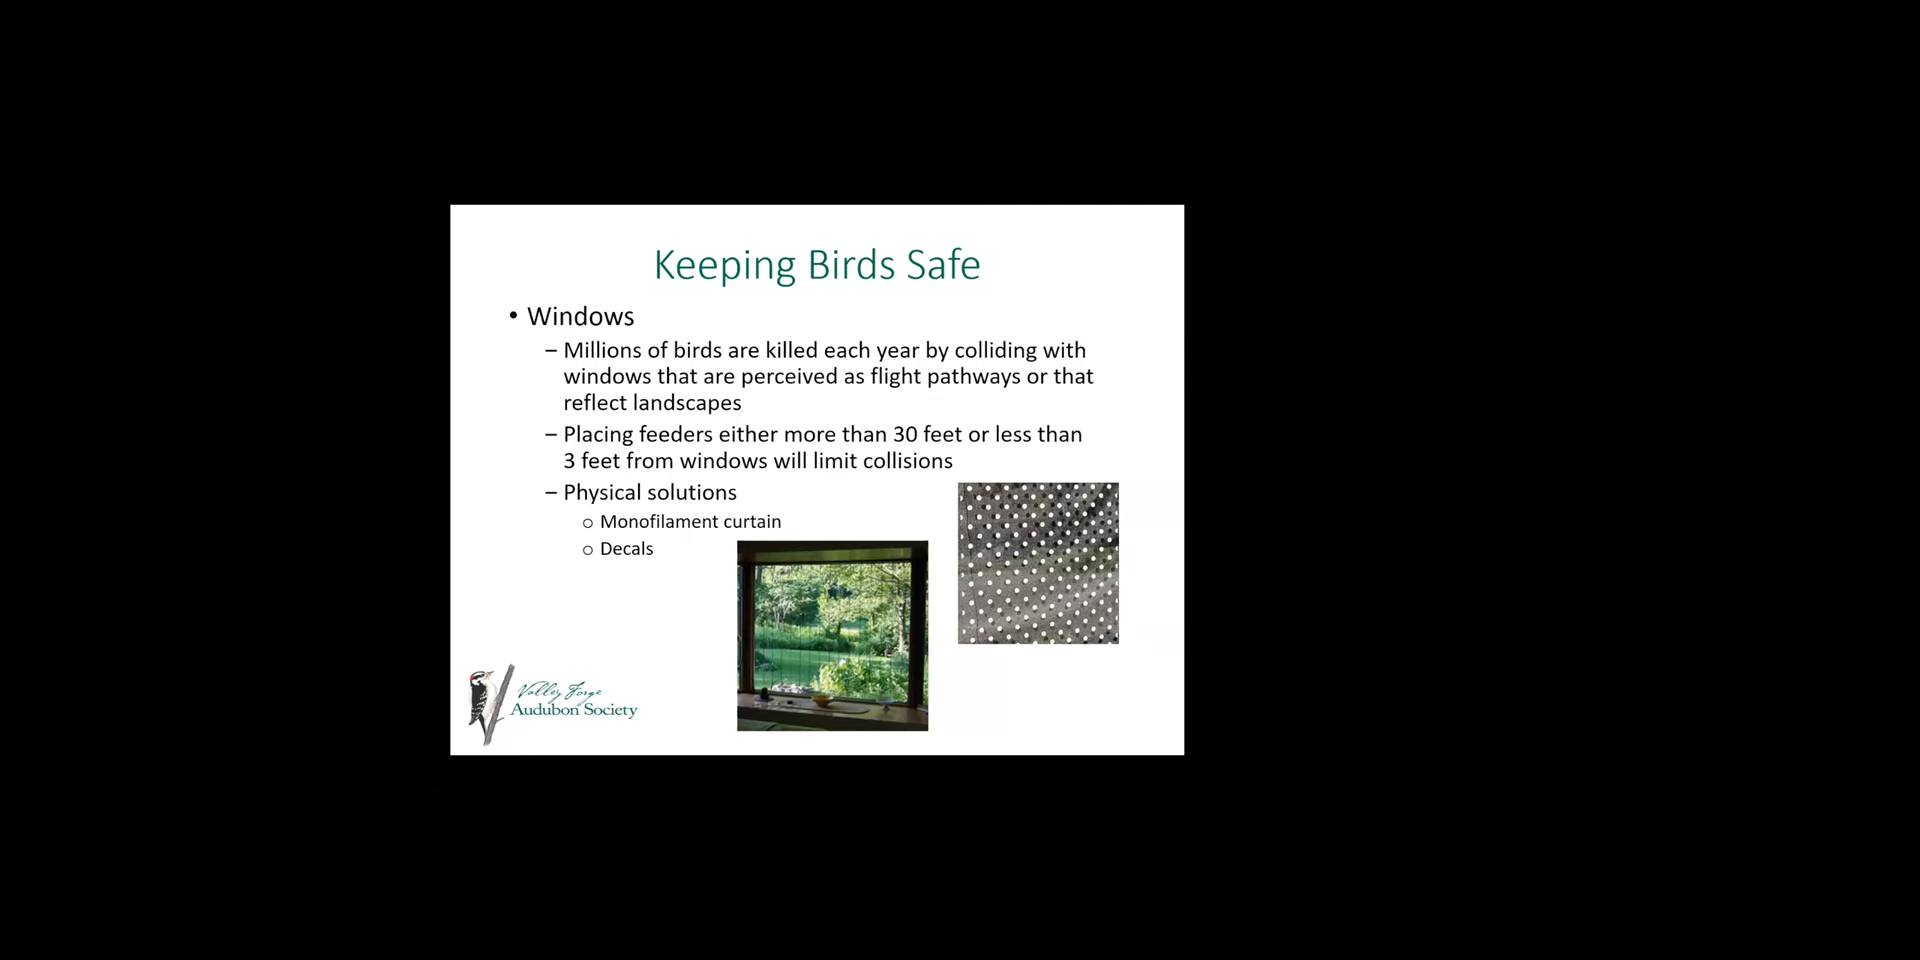 Keeping Birds Safe
• Windows
– Millions of birds are killed each year by colliding with
windows that are perceived as flight pathways or that
reflect landscapes
– Placing feeders either more than 30 feet or less than
3 feet from windows will limit collisions
– Physical solutions
o Monofilament curtain
o Decals
Valley Forge
Audubon Society